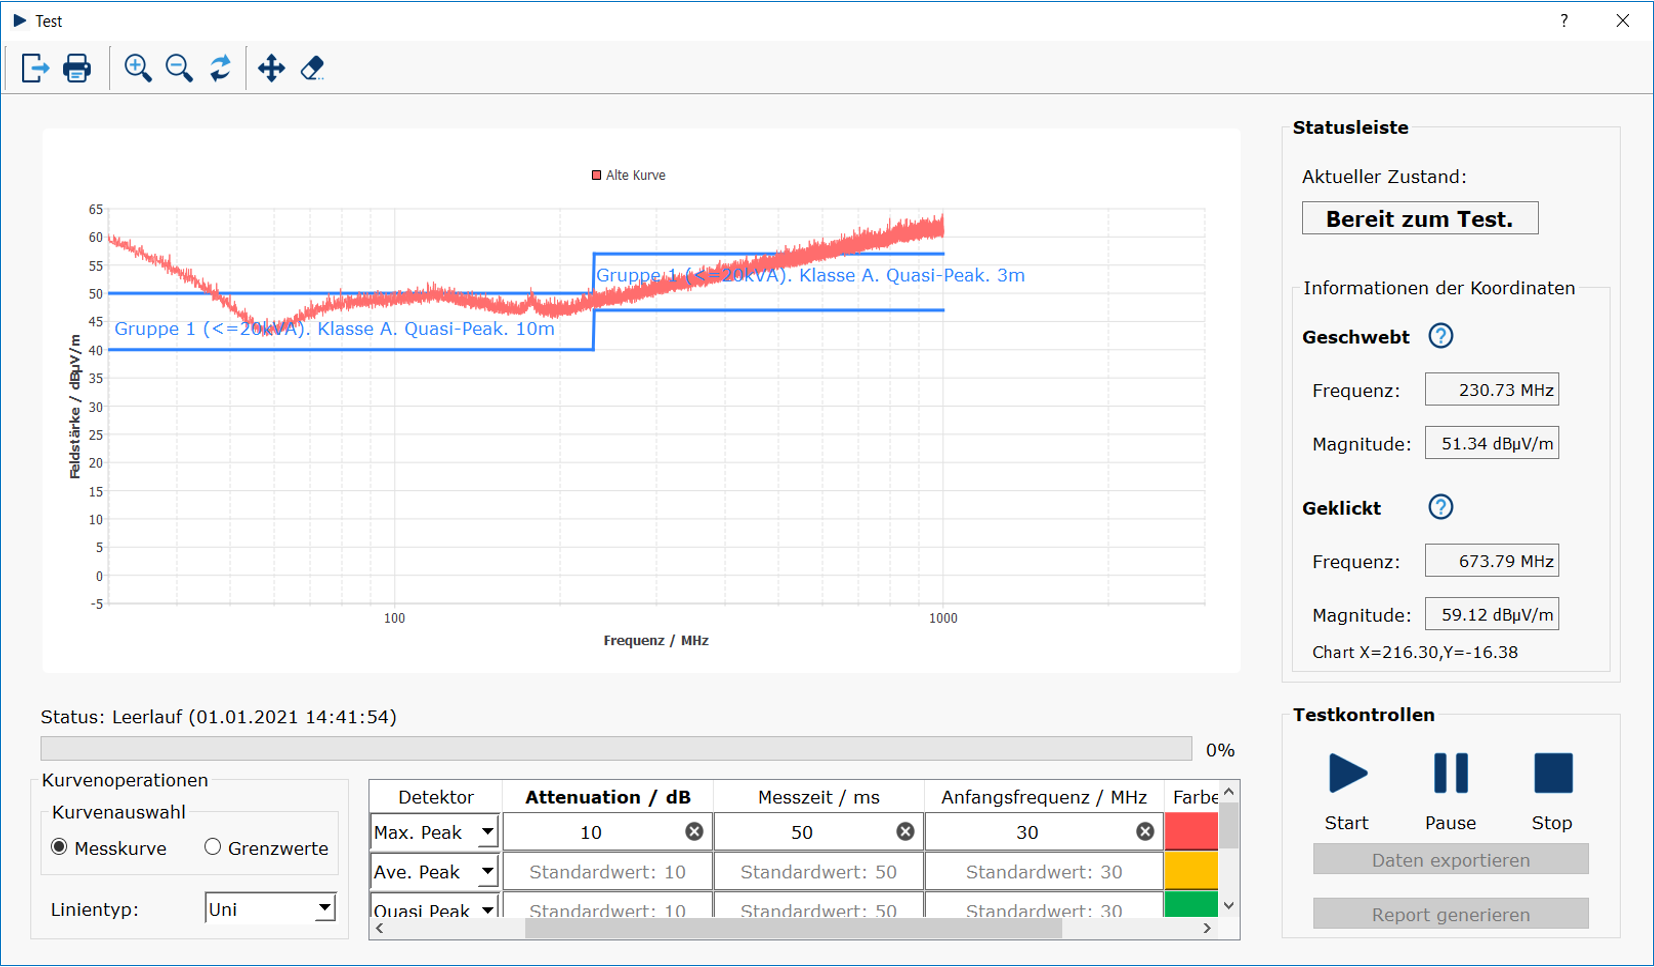 Test
?
Alte Kurve
65
60
55
50
45
40
35
30
25
20
15
10
5
0
-5
Feldstärke / dBµV/m
Gruppe 1 (<=20kVA). Klasse A. Quasi-Peak. 3m
Gruppe 1 (<=20kVA). Klasse A. Quasi-Peak. 10m
100
1000
Frequenz / MHz
Statusleiste
Aktueller Zustand:
Bereit zum Test.
Informationen der Koordinaten
Geschwebt ?
Frequenz: 230.73 MHz
Magnitude: 51.34 dBµV/m
Geklickt ?
Frequenz: 673.79 MHz
Magnitude: 59.12 dBµV/m
Chart X=216.30,Y=-16.38
Status: Leerlauf (01.01.2021 14:41:54)
0%
Kurvenoperationen
Kurvenauswahl
Messkurve Grenzwerte
Linientyp: Uni
Detektor Attenuation / dB Messzeit / ms Anfangsfrequenz / MHz Farbe
Max. Peak 10 50 30
Ave. Peak Standardwert: 10 Standardwert: 50 Standardwert: 30
Quasi Peak Standardwert: 10 Standardwert: 50 Standardwert: 30
Testkontrollen
Start Pause Stop
Daten exportieren
Report generieren